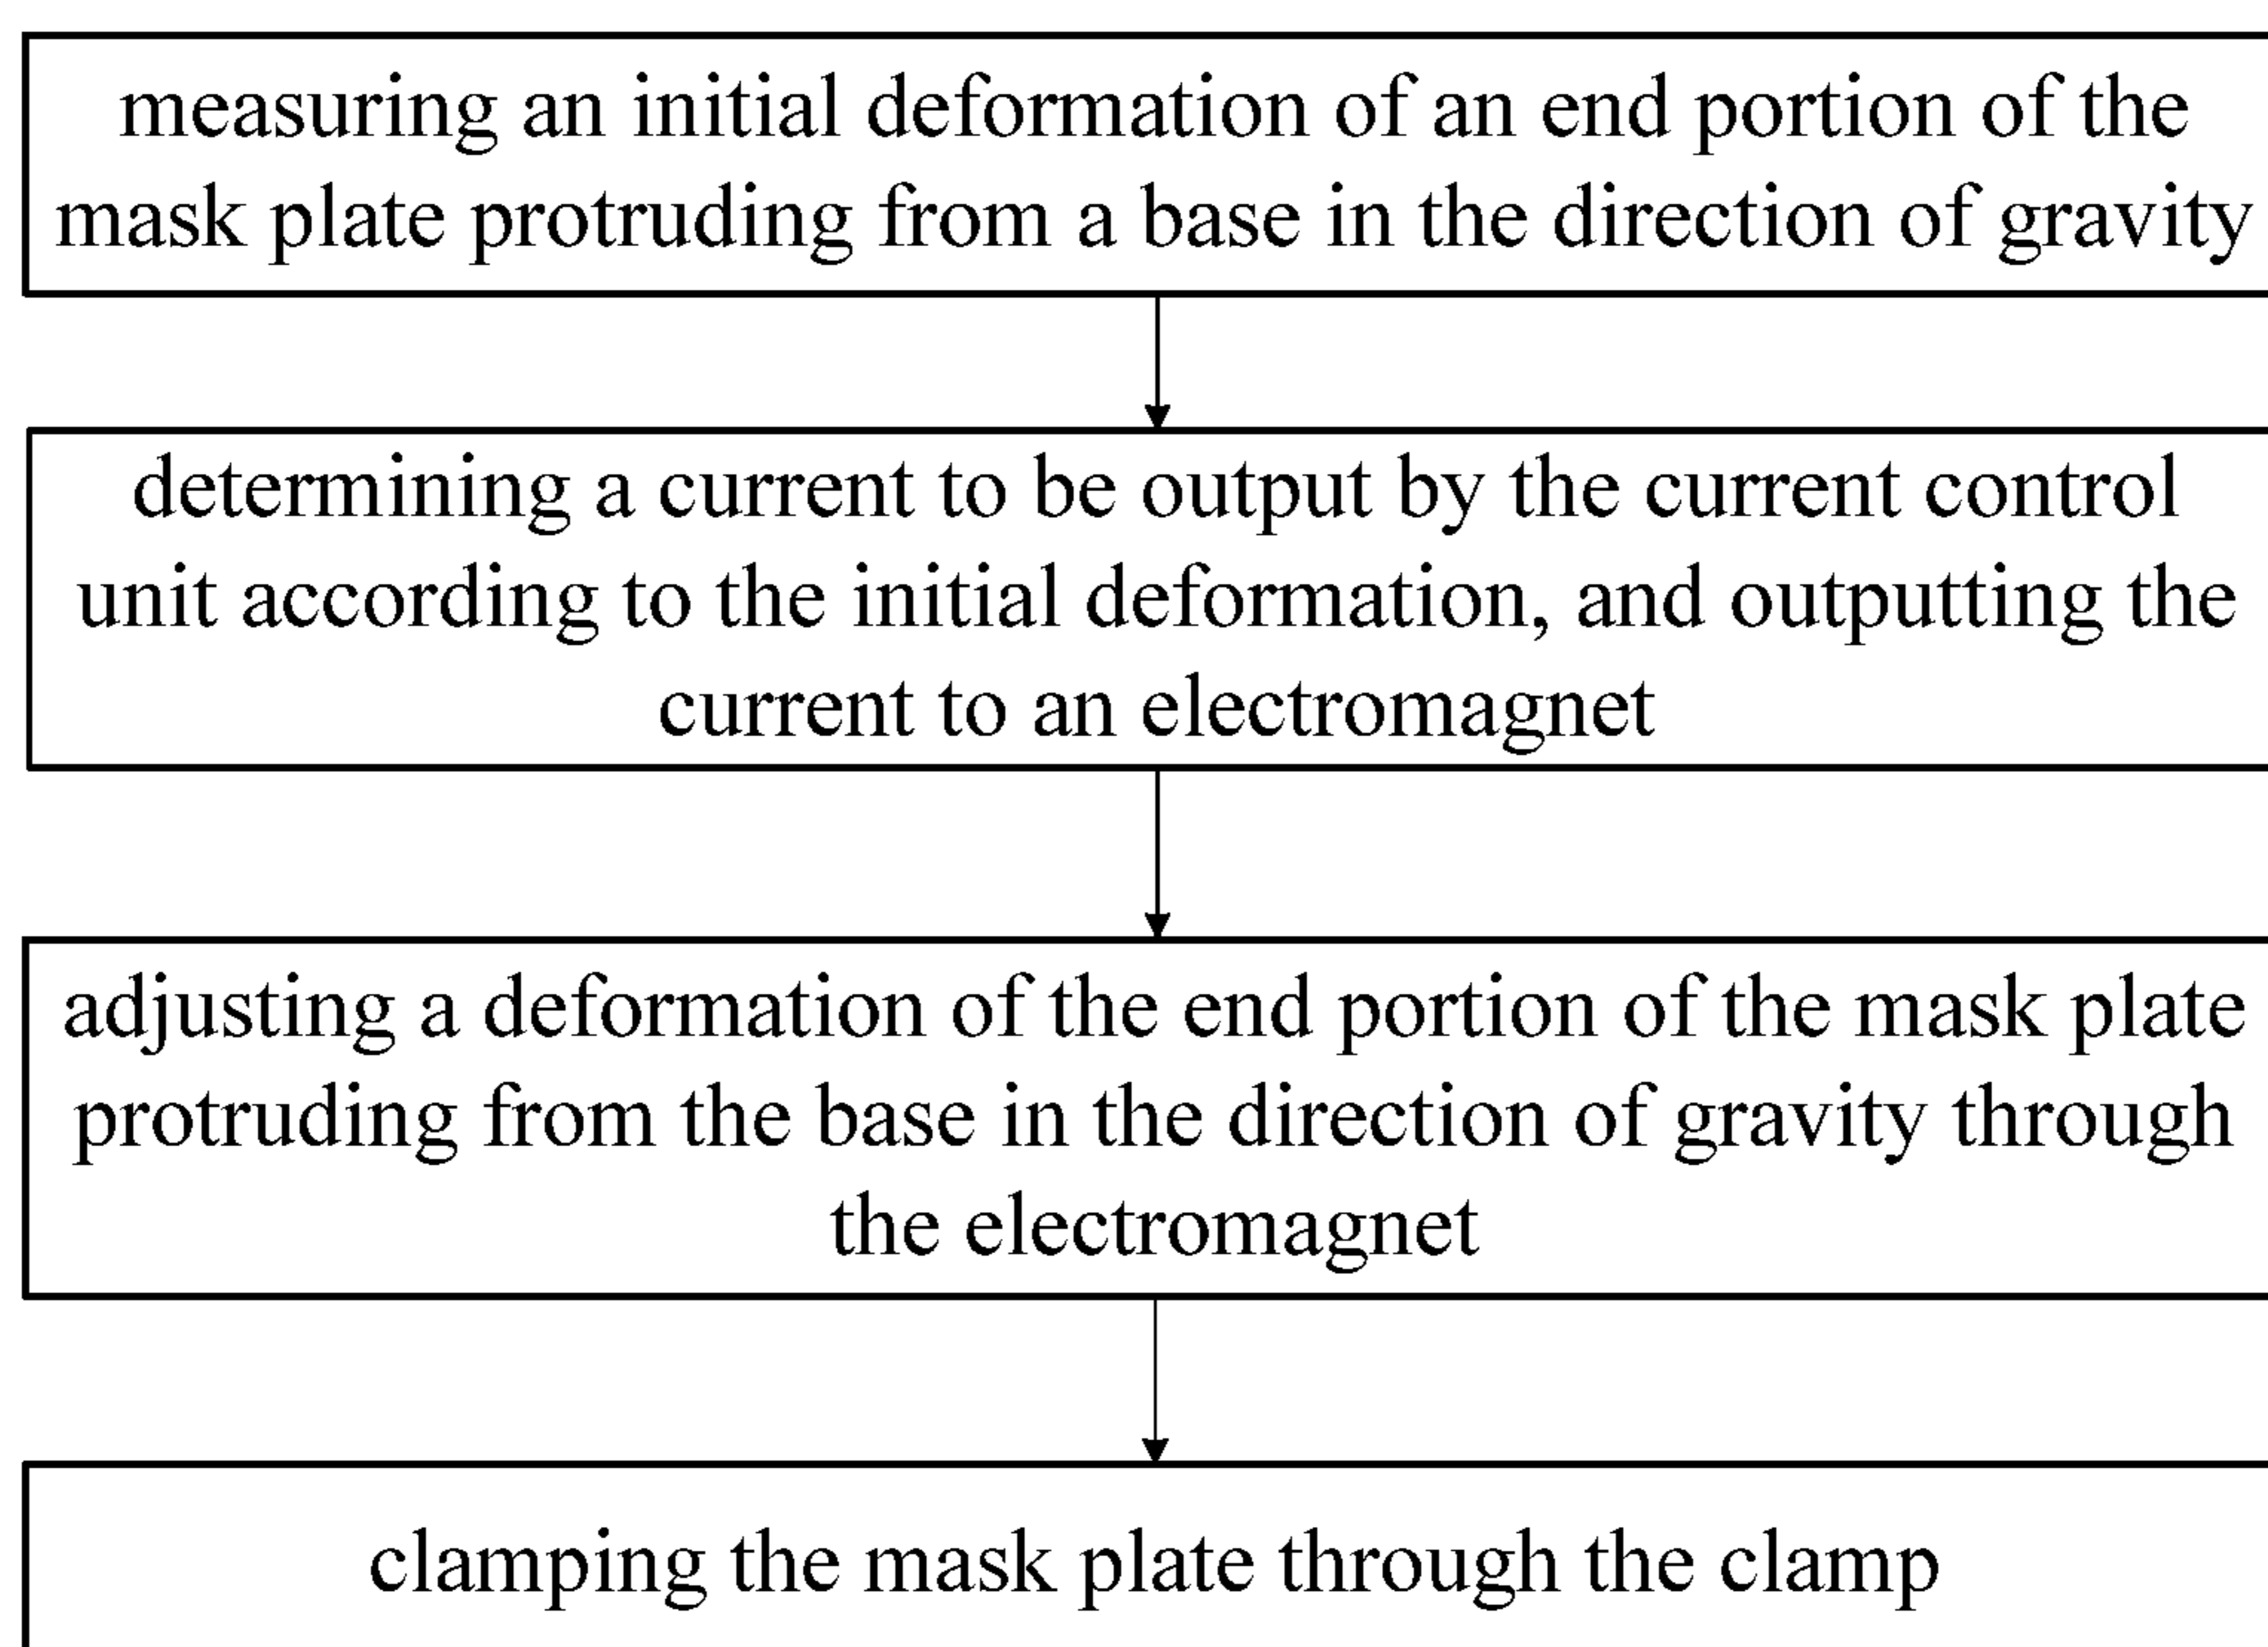 measuring an initial deformation of an end portion of the
mask plate protruding from a base in the direction of gravity
determining a current to be output by the current control
unit according to the initial deformation, and outputting the
current to an electromagnet
adjusting a deformation of the end portion of the mask plate
protruding from the base in the direction of gravity through
the electromagnet
clamping the mask plate through the clamp